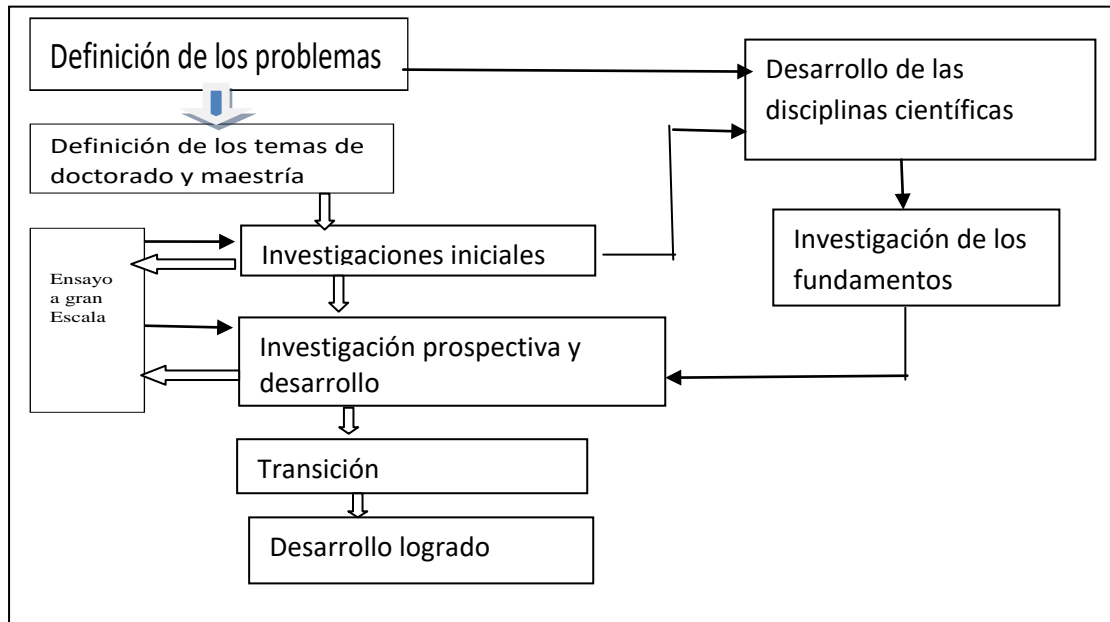 Definición de los problemas
Desarrollo de las
disciplinas científicas
Definición de los temas de
doctorado y maestría
Investigaciones iniciales
Investigación de los
fundamentos
Ensayo
a gran
Escala
Investigación prospectiva y
desarrollo
Transición
Desarrollo logrado